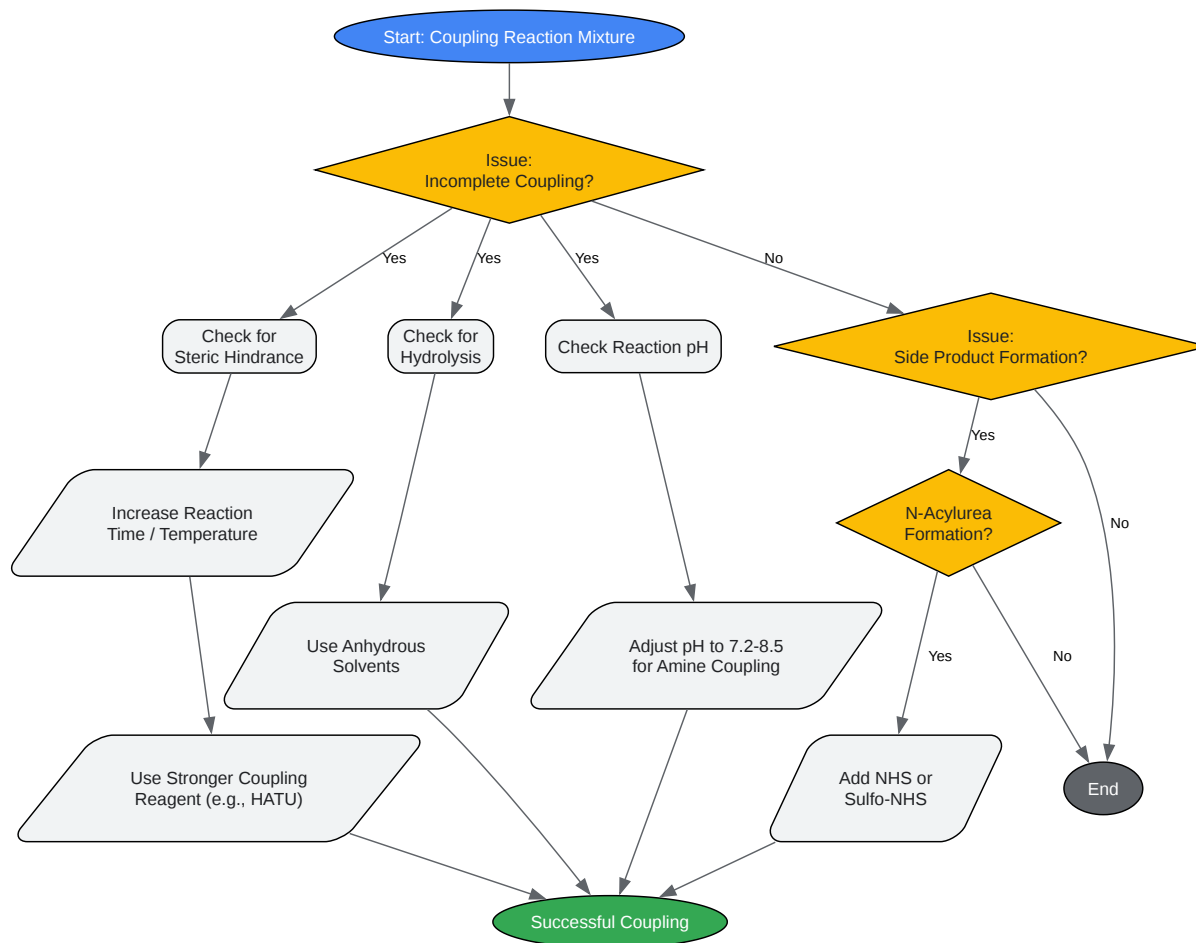 Start: Coupling Reaction Mixture
Issue:
Incomplete Coupling?
Yes
Yes
Yes
No
Check for
Steric Hindrance
Check for
Hydrolysis
Check Reaction pH
Issue:
Side Product Formation?
Yes
No
Increase Reaction
Time / Temperature
N-Acylurea
Formation?
Use Anhydrous
Solvents
Adjust pH to 7.2-8.5
for Amine Coupling
Yes
No
Use Stronger Coupling
Reagent (e.g., HATU)
Add NHS or
Sulfo-NHS
End
Successful Coupling